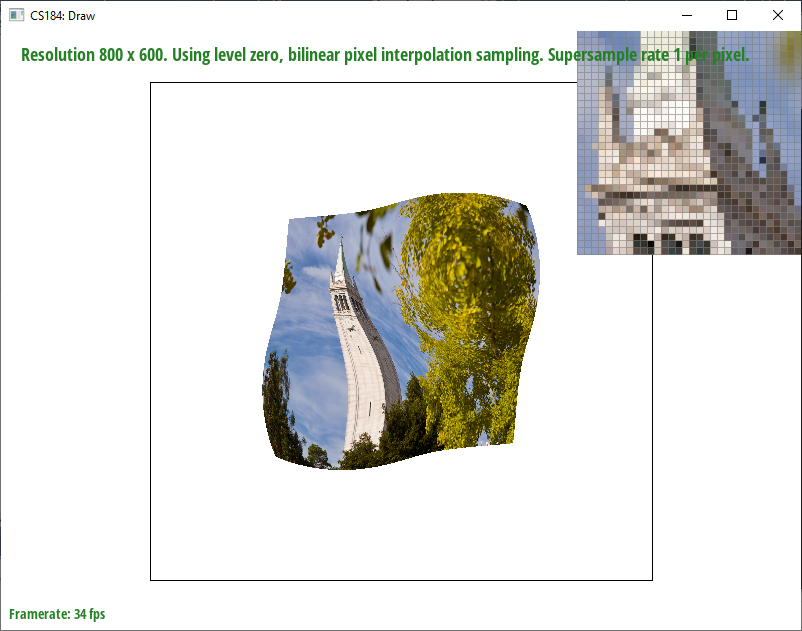 CS184: Draw
Resolution 800 x 600. Using level zero, bilinear pixel interpolation sampling. Supersample rate 1 per pixel.
Framerate: 34 fps